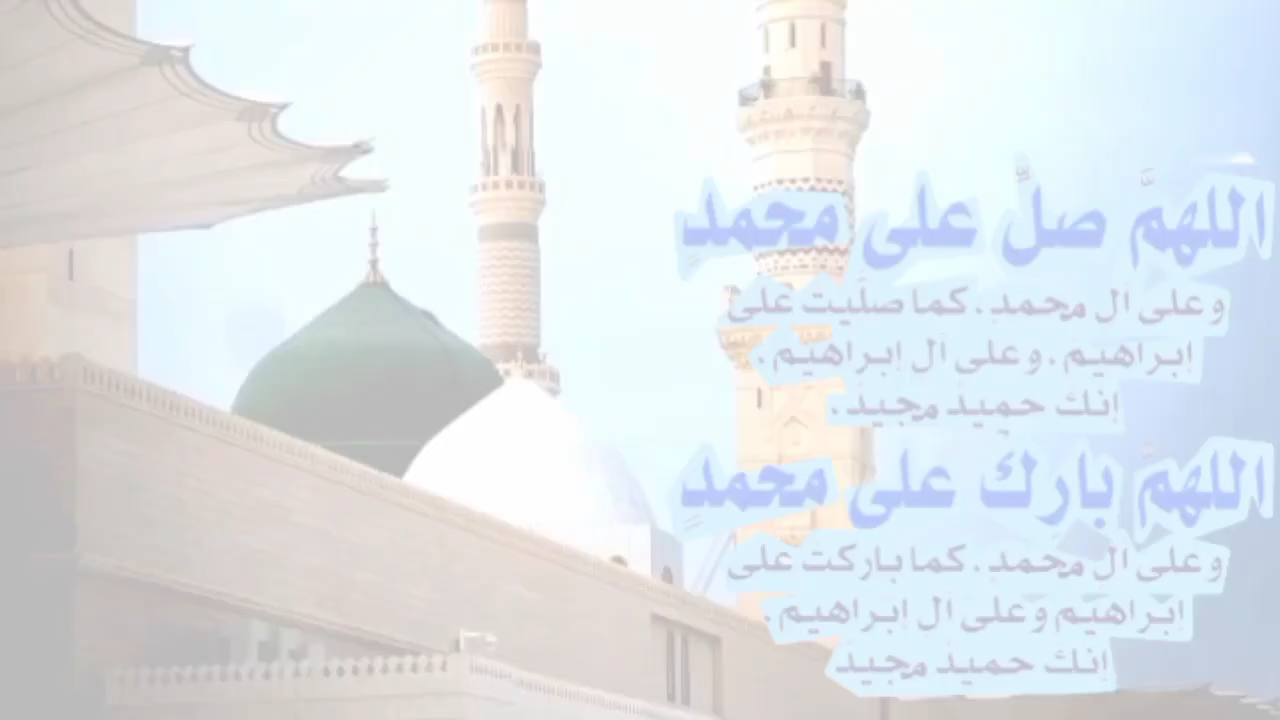 اللهمَّ صلِّ على محمدٍ
وعلى آل محمدٍ. كما صلَّيت على
إبراهيم. وعلى آل إبراهيم.
إنك حميدٌ مجيدٌ.
اللهمَّ بارك على محمدٍ
وعلى آل محمدٍ. كما باركت على
إبراهيم وعلى آل إبراهيم.
إنك حميدٌ مجيدٌ